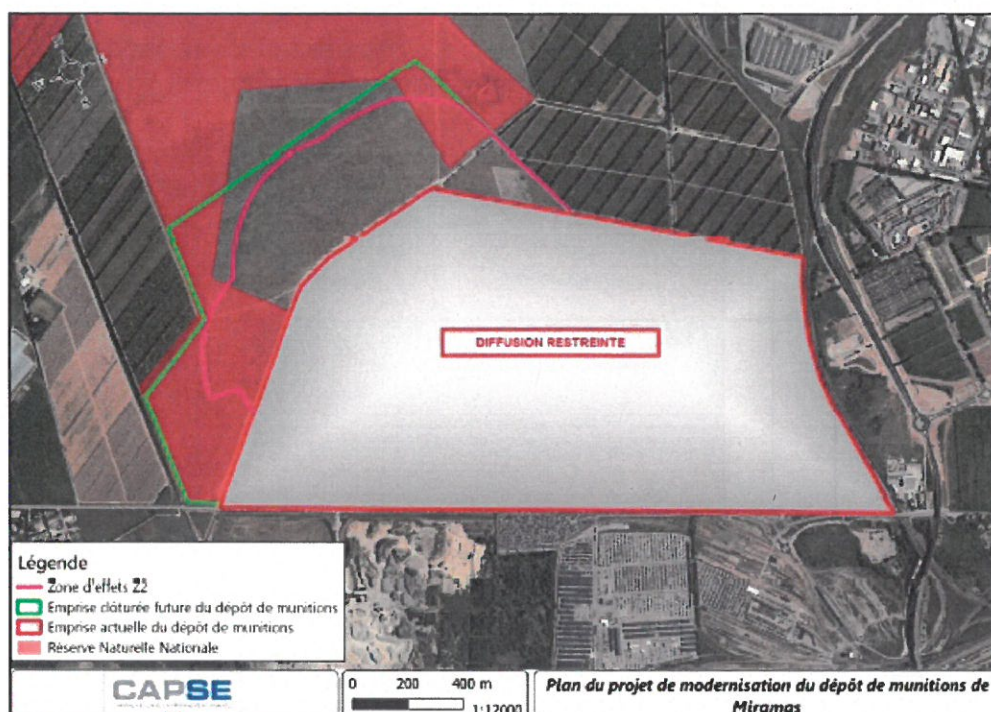 DIFFUSION RESTREINTE
Légende
Zone d'effets Z2
Emprise clôturée future du dépôt de munitions
Emprise actuelle du dépôt de munitions
Réserve Naturelle Nationale
CAPSE
0 200 400 m
1:12000
Plan du projet de modernisation du dépôt de munitions de
Miramas